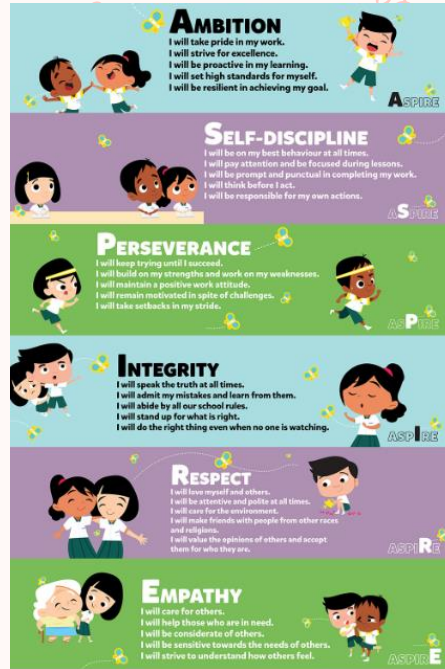 AMBITION
I will take pride in my work.
I will strive for excellence.
I will be proactive in my learning.
I will set high standards for myself.
I will be resilient in achieving my goal.
ASPIRE
SELF-DISCIPLINE
I will be on my best behaviour at all times.
I will pay attention and be focused during lessons.
I will be prompt and punctual in completing my work.
I will think before I act.
I will be responsible for my own actions.
ASPIRE
PERSEVERANCE
I will keep trying until I succeed.
I will build on my strengths and work on my weaknesses.
I will maintain a positive work attitude.
I will remain motivated in spite of challenges.
I will take setbacks in my stride.
ASPIRE
INTEGRITY
I will speak the truth at all times.
I will admit my mistakes and learn from them.
I will abide by all our school rules.
I will stand up for what is right.
I will do the right thing even when no one is watching.
ASPIRE
RESPECT
I will love myself and others.
I will be attentive and polite at all times.
I will care for the environment.
I will make friends with people from other races
and religions.
I will value the opinions of others and accept
them for who they are.
ASPIRE
EMPATHY
I will care for others.
I will help those who are in need.
I will be considerate of others.
I will be sensitive towards the needs of others.
I will strive to understand how others feel.
ASPIRE